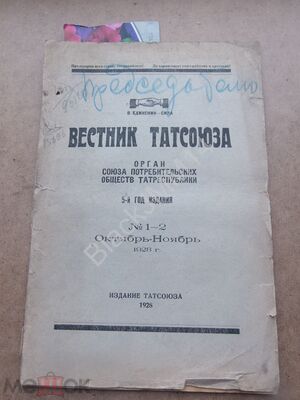 Председателю
В ЕДИНЕНИИ - СИЛА
ВЕСТНИК ТАТСОЮЗА
ОРГАН
СОЮЗА ПОТРЕБИТЕЛЬСКИХ
ОБЩЕСТВ ТАТРЕСПУБЛИКИ
5-й ГОД ИЗДАНИЯ
№ 1–2
Октябрь-Ноябрь
1928 г.
ИЗДАНИЕ ТАТСОЮЗА
1928